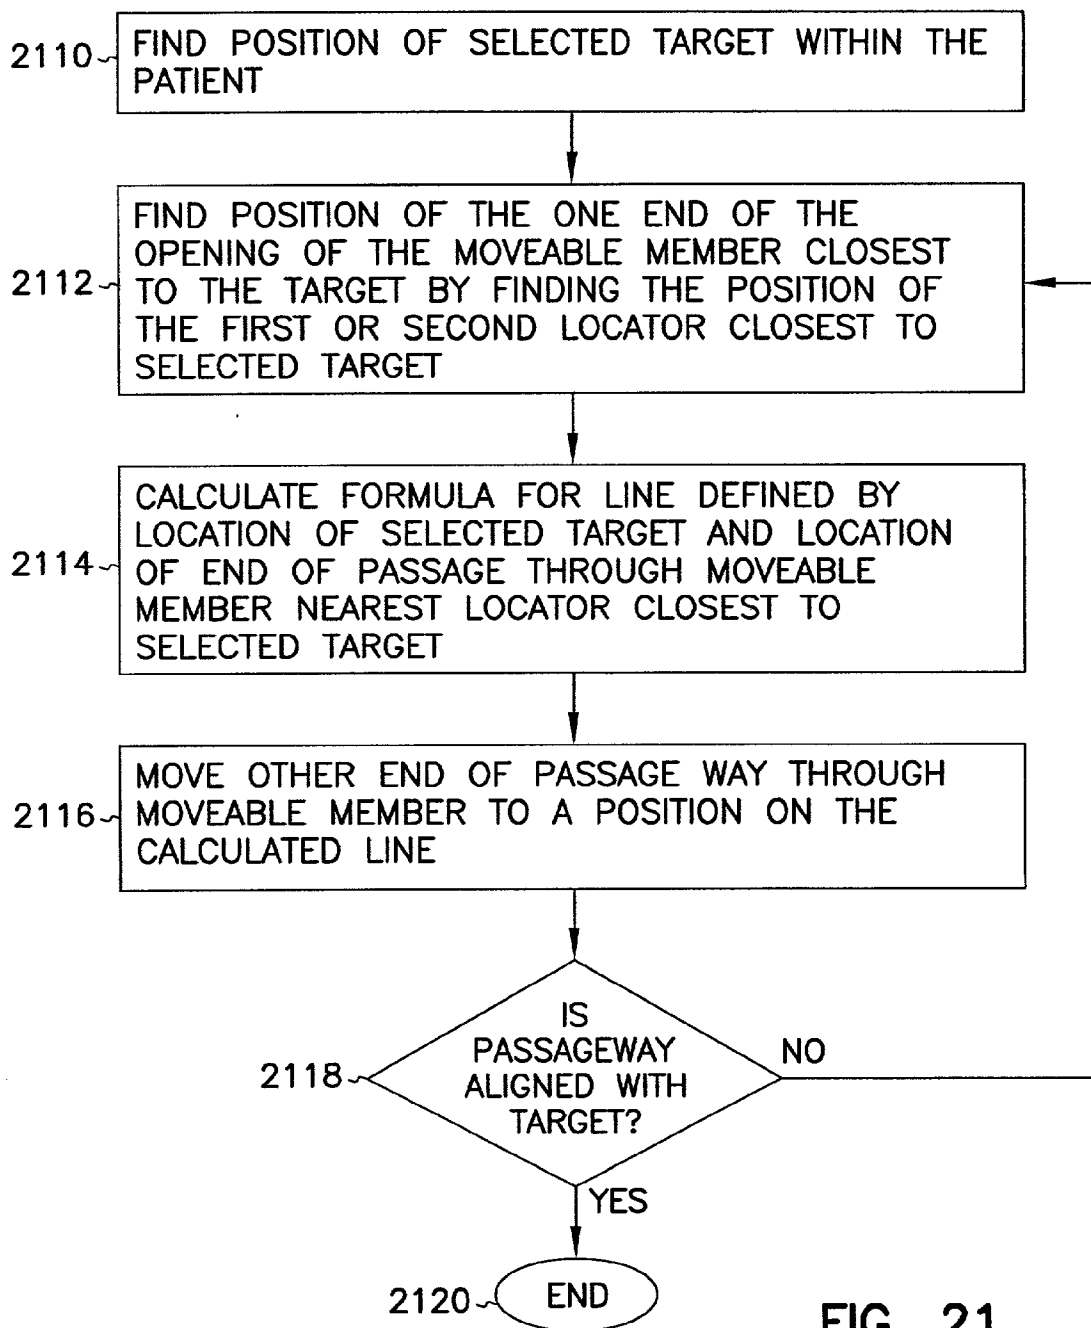 2110
FIND POSITION OF SELECTED TARGET WITHIN THE
PATIENT
2112
FIND POSITION OF THE ONE END OF THE
OPENING OF THE MOVEABLE MEMBER CLOSEST
TO THE TARGET BY FINDING THE POSITION OF
THE FIRST OR SECOND LOCATOR CLOSEST TO
SELECTED TARGET
2114
CALCULATE FORMULA FOR LINE DEFINED BY
LOCATION OF SELECTED TARGET AND LOCATION
OF END OF PASSAGE THROUGH MOVEABLE
MEMBER NEAREST LOCATOR CLOSEST TO
SELECTED TARGET
2116
MOVE OTHER END OF PASSAGE WAY THROUGH
MOVEABLE MEMBER TO A POSITION ON THE
CALCULATED LINE
2118
IS
PASSAGEWAY
ALIGNED WITH
TARGET?
NO
YES
2120
END
FIG. 21